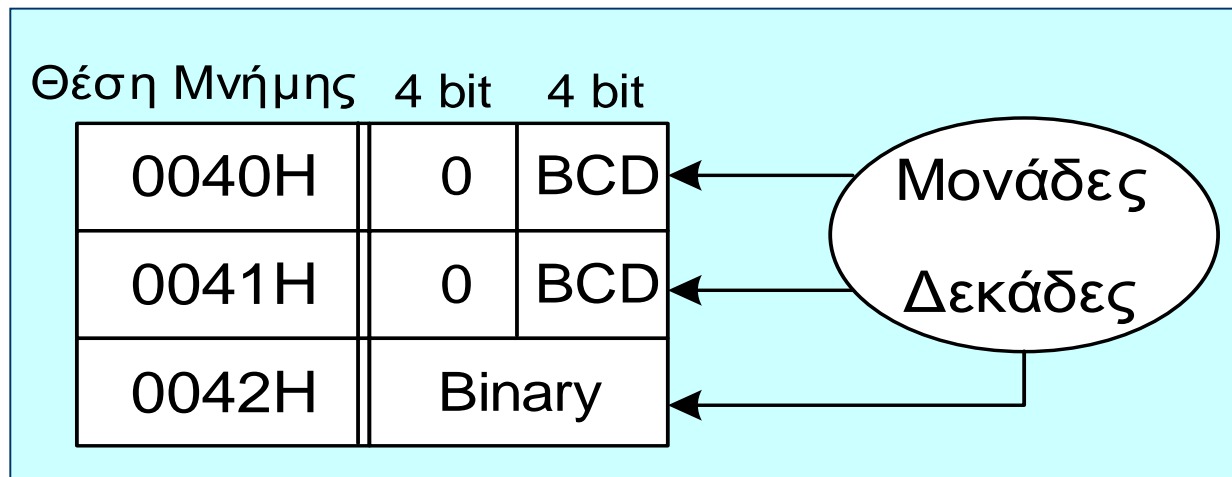 Θέση Μνήμης 4 bit 4 bit
0040H 0 BCD
0041H 0 BCD
0042H Binary
Μονάδες
Δεκάδες